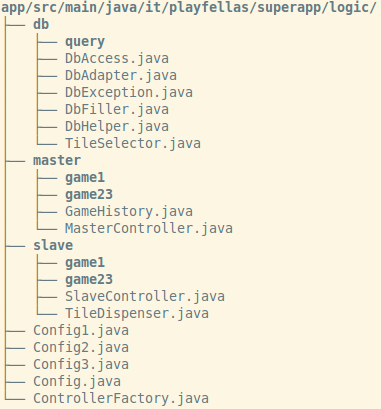 app/src/main/java/it/playfellas/superapp/logic/
├── db
│   ├── query
│   ├── DbAccess.java
│   ├── DbAdapter.java
│   ├── DbException.java
│   ├── DbFiller.java
│   ├── DbHelper.java
│   └── TileSelector.java
├── master
│   ├── game1
│   ├── game23
│   ├── GameHistory.java
│   └── MasterController.java
├── slave
│   ├── game1
│   ├── game23
│   ├── SlaveController.java
│   └── TileDispenser.java
├── Config1.java
├── Config2.java
├── Config3.java
├── Config.java
└── ControllerFactory.java